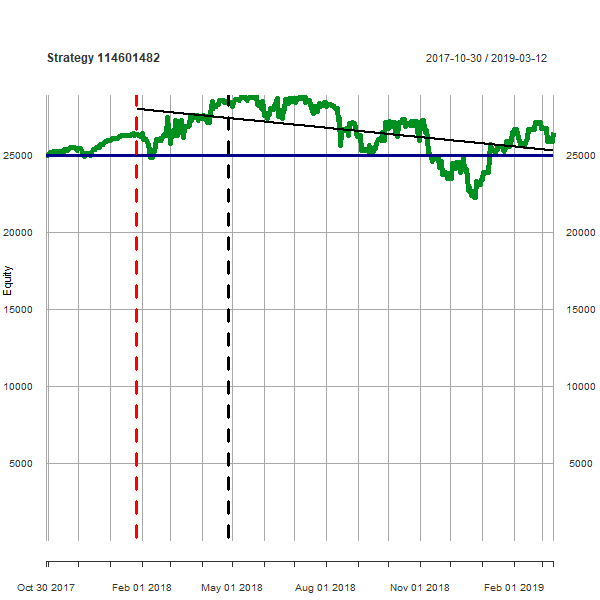 Strategy 114601482
2017-10-30 / 2019-03-12
25000
25000
20000
20000
Equity
15000
15000
10000
10000
5000
5000
Oct 30 2017
Feb 01 2018
May 01 2018
Aug 01 2018
Nov 01 2018
Feb 01 2019